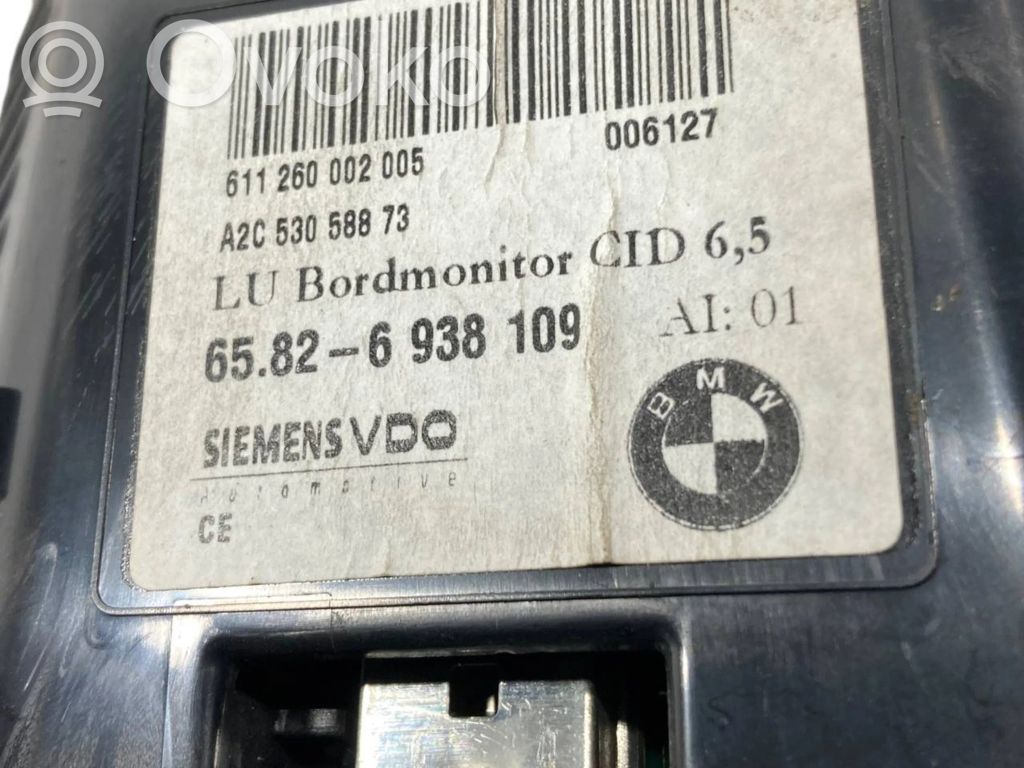 Ovoko
006127
611 260 002 005
A2C 530 588 73
LU Bordmonitor CID 6,5
65.82-6 938 109 AI: 01
BMW
SIEMENS VDO
Automotive
CE